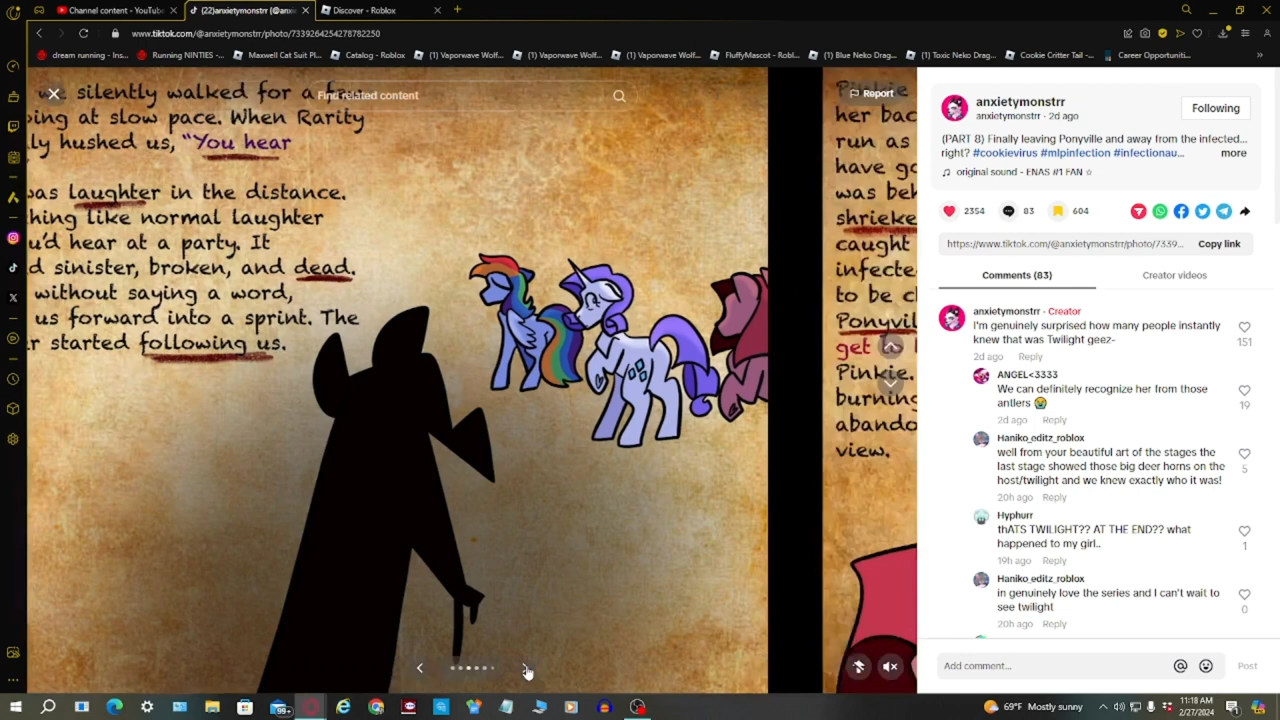 Channel content - YouTube
(22)anxietymonstrr (@anxie
Discover - Roblox
www.tiktok.com/@anxietymonstrr/photo/7339264254278782250
dream running - Ins...
Running NINTIES -...
Maxwell Cat Suit Pl...
Catalog - Roblox
(1) Vaporwave Wolf...
(1) Vaporwave Wolf...
(1) Vaporwave Wolf...
FluffyMascot - Robl...
(1) Blue Neko Drag...
(1) Toxic Neko Drag...
Cookie Critter Tail -...
Career Opportuniti...
silently walked for a
ing at slow pace. When Rarity
ly hushed us, "You hear
was laughter in the distance.
hing like normal laughter
u'd hear at a party. It
d sinister, broken, and dead.
without saying a word,
us forward into a sprint. The
r started following us.
Find related content
Report
her bac
run as
have go
was beh
shrieke
caught
infecte
to be c
Ponyvil
get
Pinkie.
burning
abando
view.
anxietymonstrr
anxietymonstrr · 2d ago
Following
(PART 8) Finally leaving Ponyville and away from the infected...
right? #cookievirus #mlpinfection #infectionau...
more
original sound - ENAS #1 FAN ☆
2354
83
604
https://www.tiktok.com/@anxietymonstrr/photo/7339...
Copy link
Comments (83)
Creator videos
anxietymonstrr · Creator
I'm genuinely surprised how many people instantly
knew that was Twilight geez-
151
2d ago Reply
ANGEL<3333
We can definitely recognize her from those
antlers 😭
19
2d ago Reply
Haniko_editz_roblox
well from your beautiful art of the stages the
last stage showed those big deer horns on the
host/twilight and we knew exactly who it was!
5
20h ago Reply
Hyphurr
thATS TWILIGHT?? AT THE END?? what
happened to my girl..
1
19h ago Reply
Haniko_editz_roblox
in genuinely love the series and I can't wait to
see twilight
0
20h ago Reply
Add comment...
Post
99+
69°F Mostly sunny
11:18 AM
2/27/2024